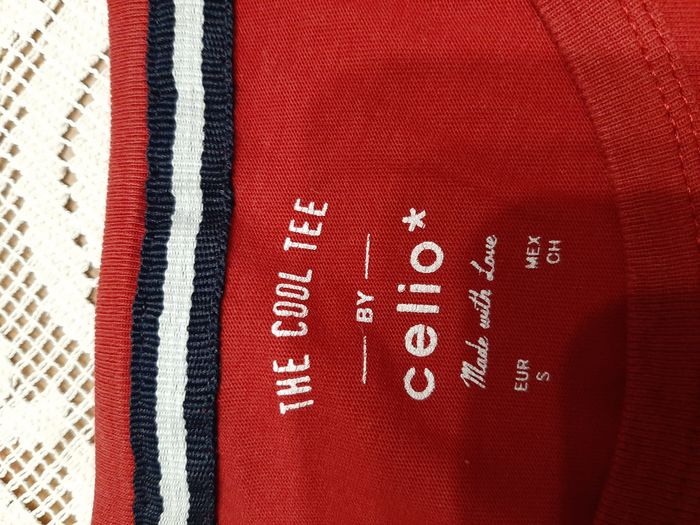 THE COOL TEE
BY
celio*
Made with Love
EUR MEX
S CH